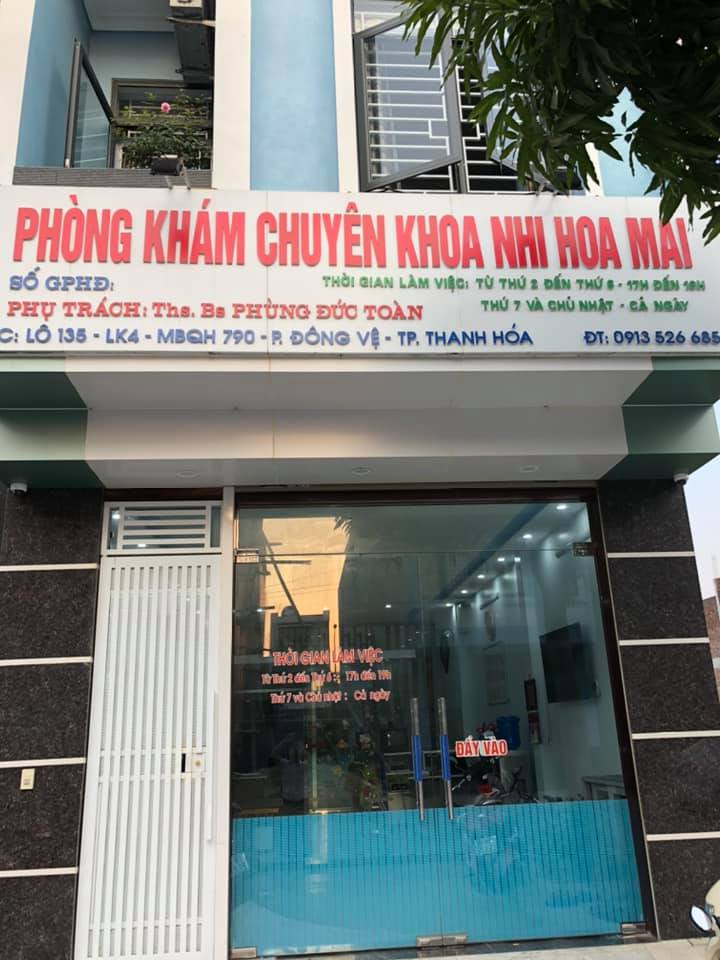 PHÒNG KHÁM CHUYÊN KHOA NHI HOA MAI
SỐ GPHĐ:
THỜI GIAN LÀM VIỆC: TỪ THỨ 2 ĐẾN THỨ 6 - 17H ĐẾN 19H
PHỤ TRÁCH: Ths. Bs PHÙNG ĐỨC TOÀN
THỨ 7 VÀ CHỦ NHẬT - CẢ NGÀY
C: LÔ 135 - LK4 - MBQH 790 - P. ĐÔNG VỆ - TP. THANH HÓA
ĐT: 0913 526 685
THỜI GIAN LÀM VIỆC
Từ Thứ 2 đến Thứ 6 : 17h đến 19h
Thứ 7 và Chủ nhật : Cả ngày
ĐẨY VÀO